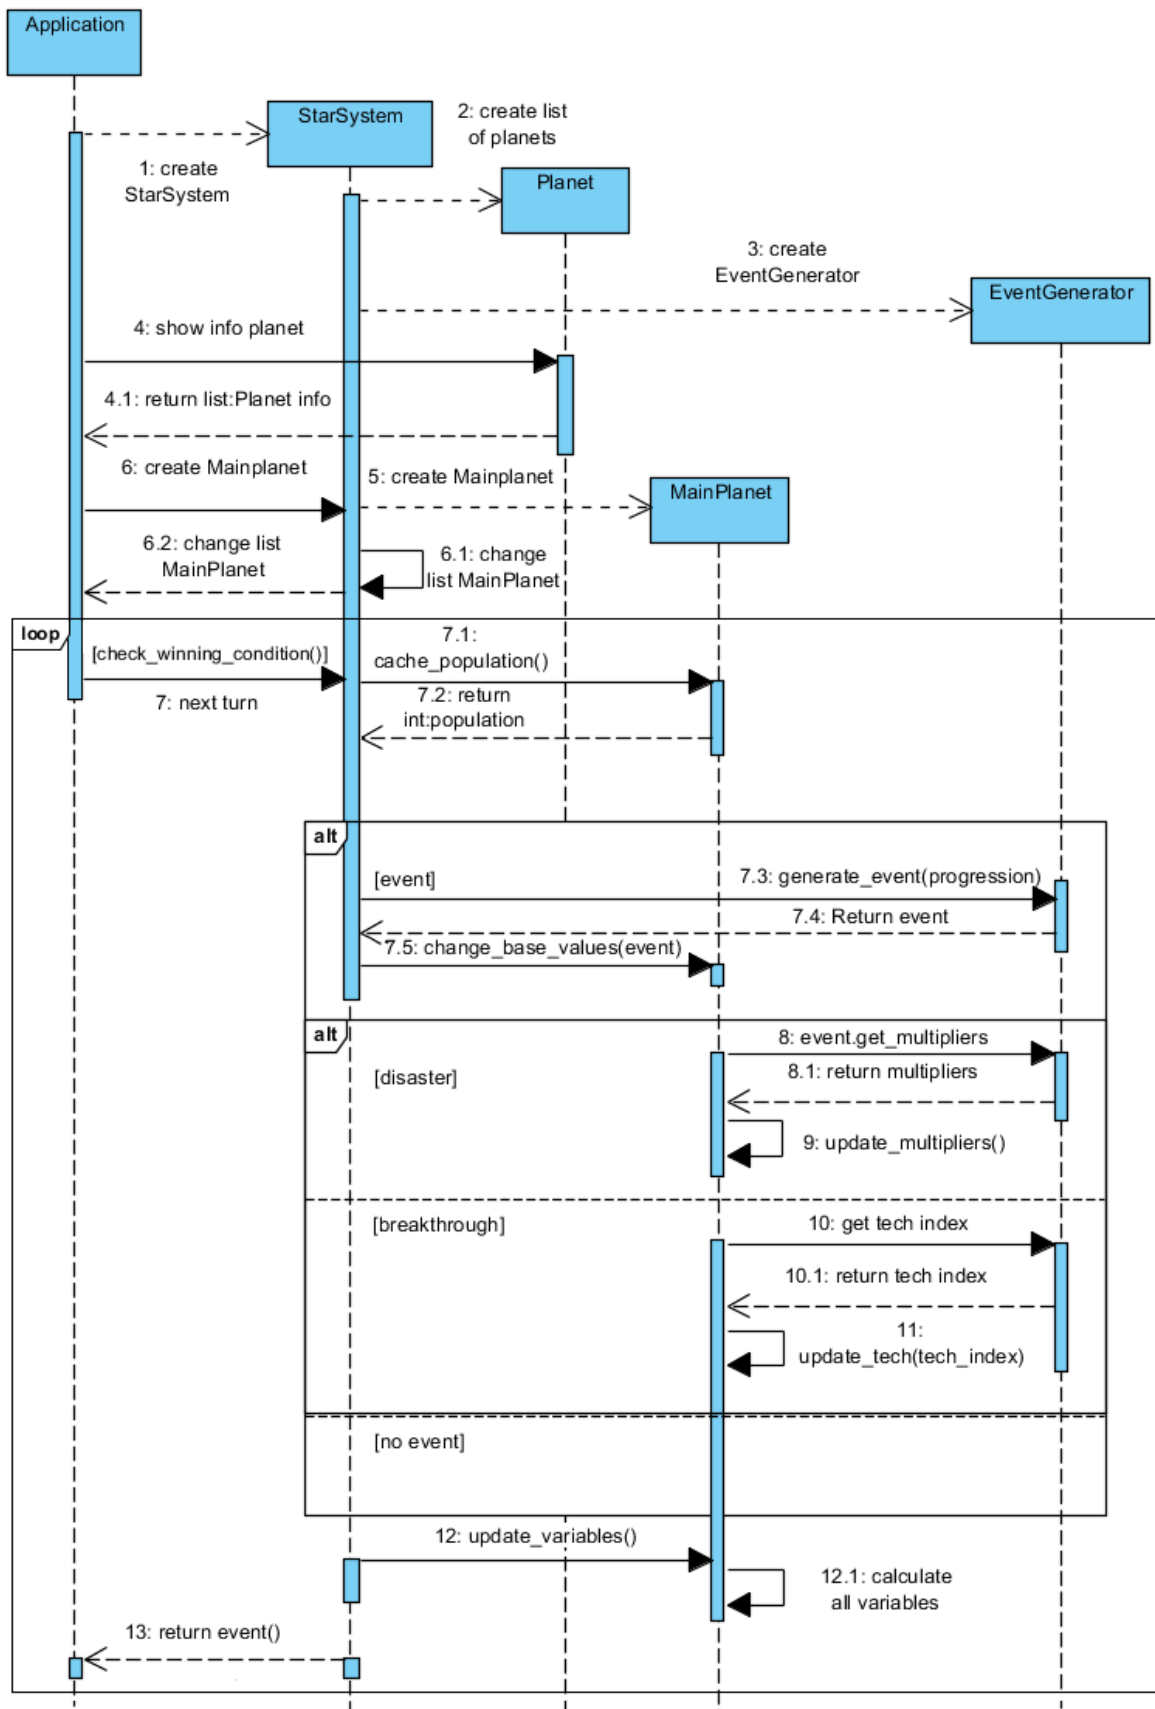 Application
StarSystem
2: create list
of planets
1: create
StarSystem
Planet
3: create
EventGenerator
EventGenerator
4: show info planet
4.1: return list:Planet info
6: create Mainplanet
5: create Mainplanet
MainPlanet
6.2: change list
MainPlanet
6.1: change
list MainPlanet
loop
[check_winning_condition()]
7: next turn
7.1:
cache_population()
7.2: return
int:population
alt
[event]
7.3: generate_event(progression)
7.4: Return event
7.5: change_base_values(event)
alt
[disaster]
8: event.get_multipliers
8.1: return multipliers
9: update_multipliers()
[breakthrough]
10: get tech index
10.1: return tech index
11:
update_tech(tech_index)
[no event]
12: update_variables()
12.1: calculate
all variables
13: return event()